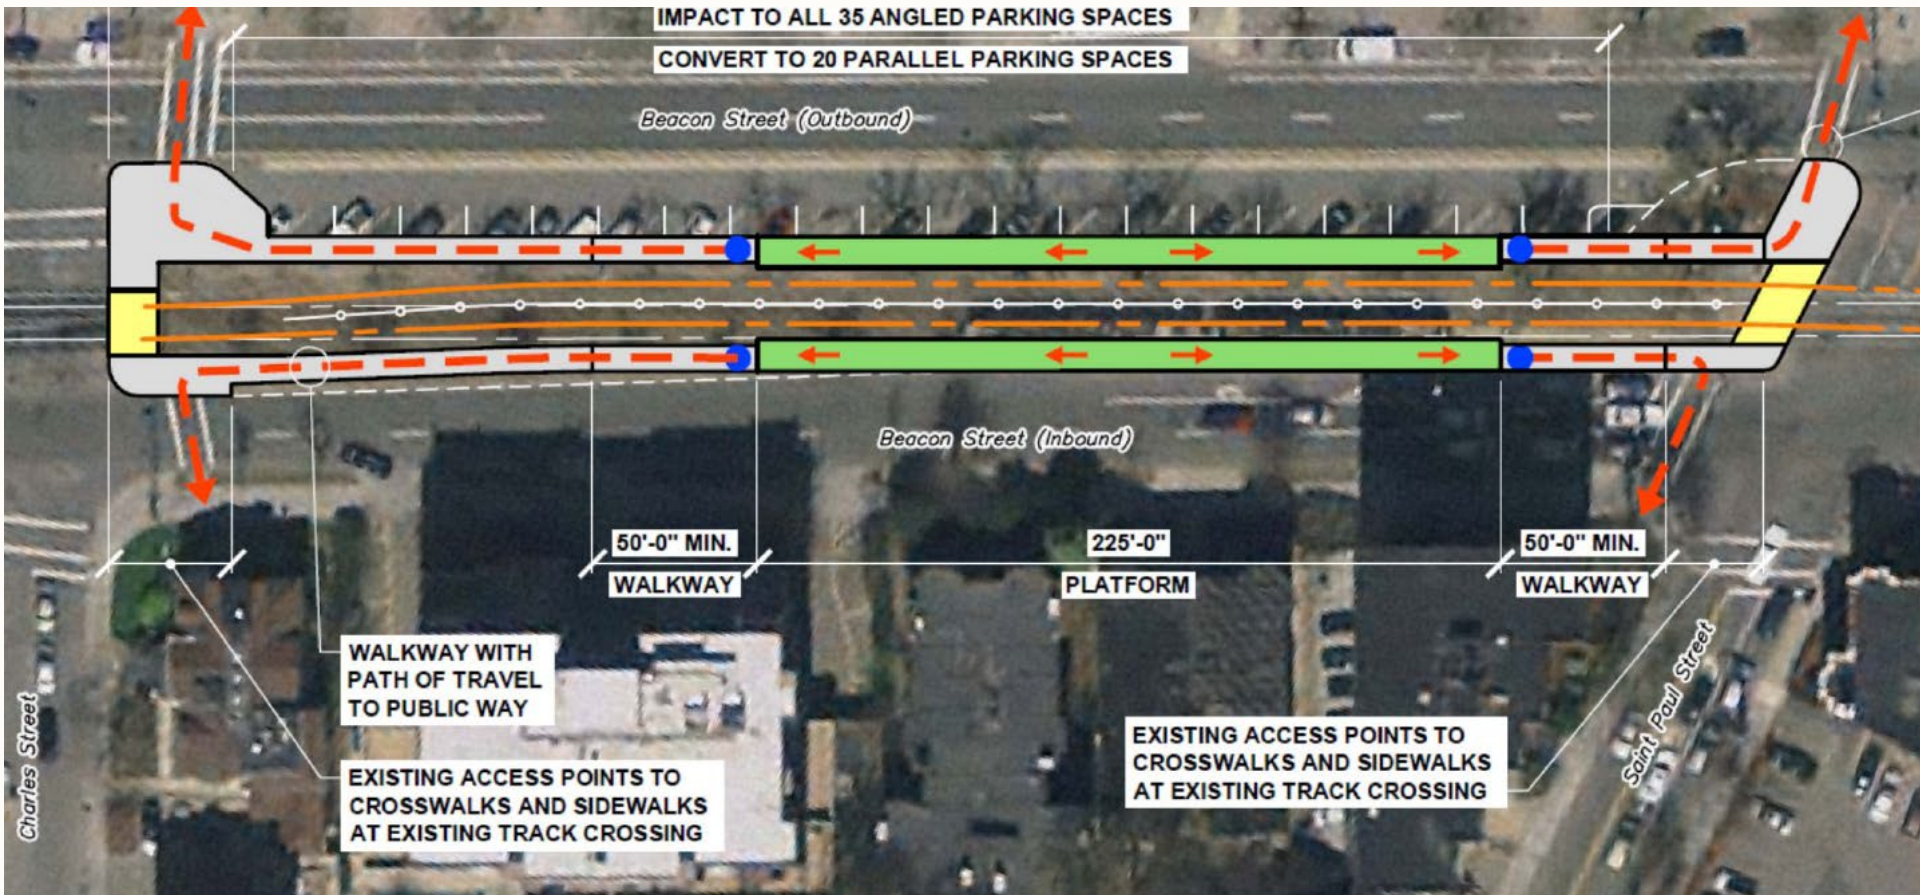 IMPACT TO ALL 35 ANGLED PARKING SPACES
CONVERT TO 20 PARALLEL PARKING SPACES
Beacon Street (Outbound)
Beacon Street (Inbound)
50'-0" MIN.
WALKWAY
225'-0"
PLATFORM
50'-0" MIN.
WALKWAY
WALKWAY WITH
PATH OF TRAVEL
TO PUBLIC WAY
EXISTING ACCESS POINTS TO
CROSSWALKS AND SIDEWALKS
AT EXISTING TRACK CROSSING
EXISTING ACCESS POINTS TO
CROSSWALKS AND SIDEWALKS
AT EXISTING TRACK CROSSING
Charles Street
Saint Paul Street